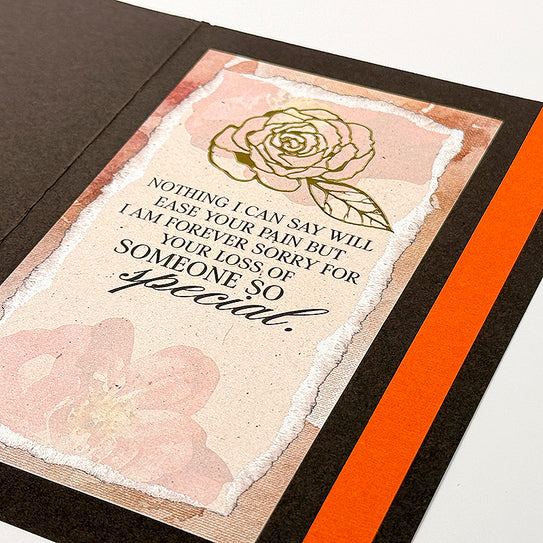 NOTHING I CAN SAY WILL
EASE YOUR PAIN BUT
I AM FOREVER SORRY FOR
YOUR LOSS OF
SOMEONE SO
special.